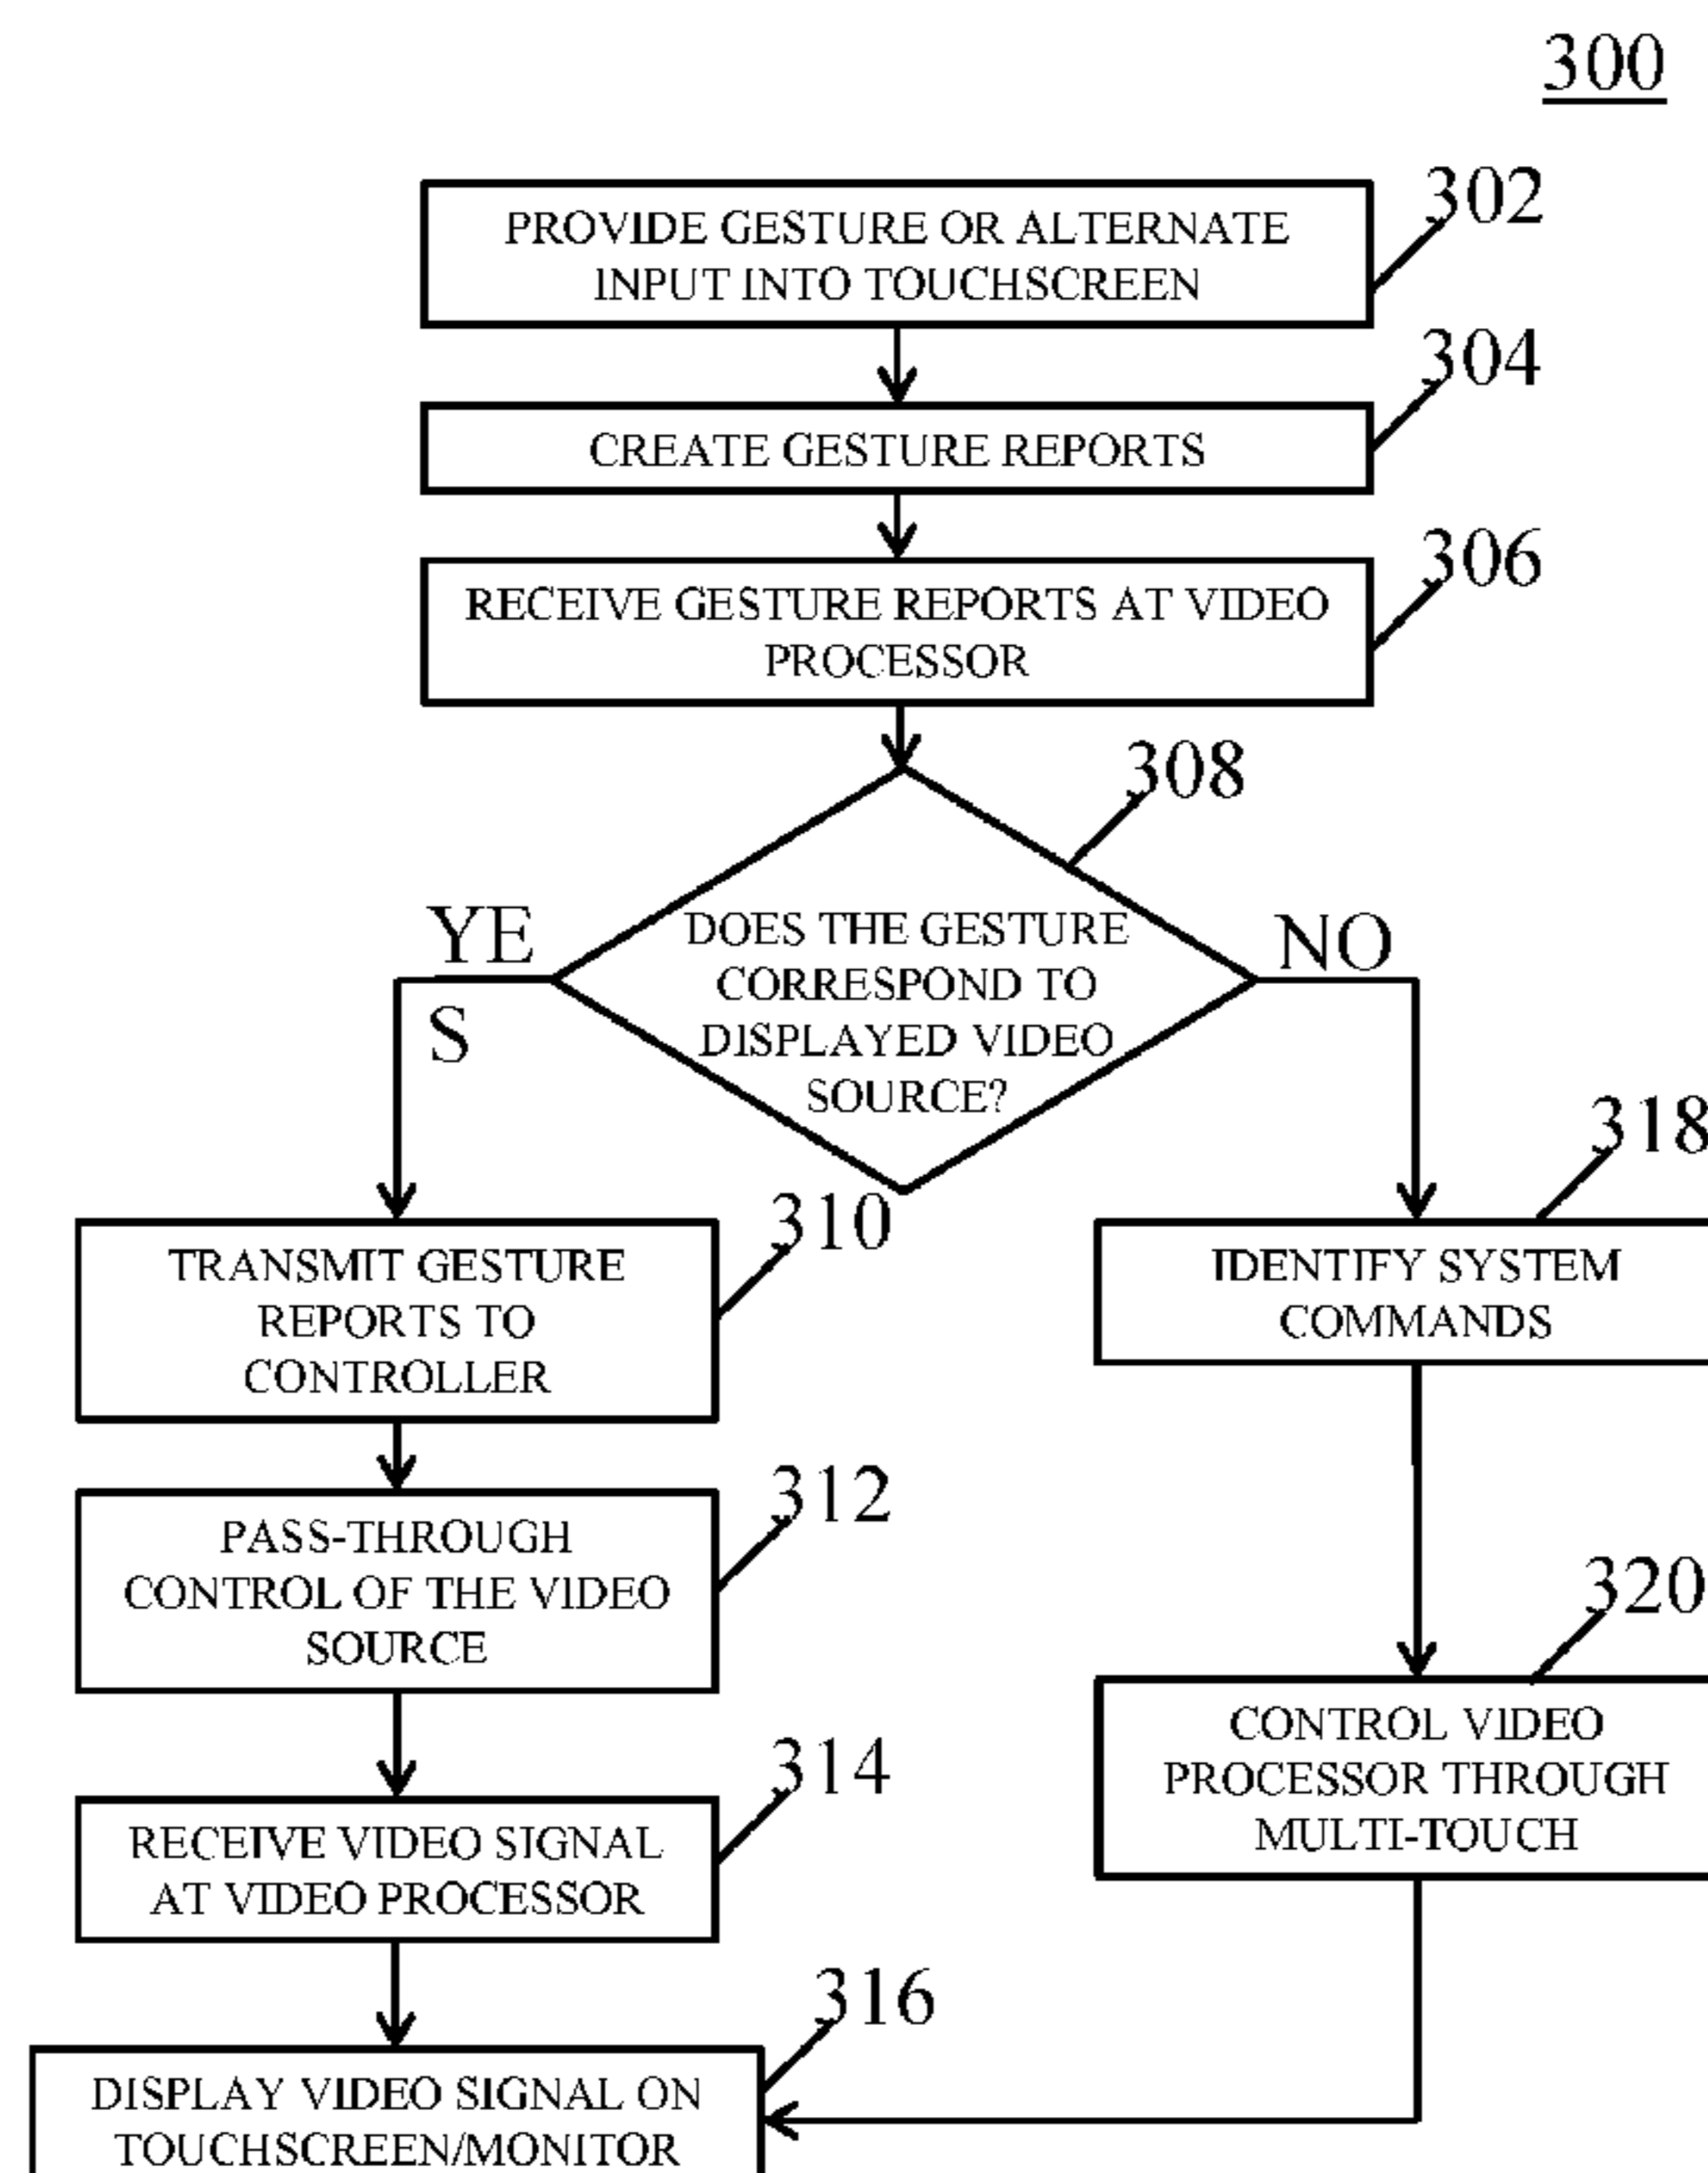 300
302
PROVIDE GESTURE OR ALTERNATE
INPUT INTO TOUCHSCREEN
304
CREATE GESTURE REPORTS
306
RECEIVE GESTURE REPORTS AT VIDEO
PROCESSOR
308
DOES THE GESTURE
CORRESPOND TO
DISPLAYED VIDEO
SOURCE?
YE
S
NO
310
TRANSMIT GESTURE
REPORTS TO
CONTROLLER
312
PASS-THROUGH
CONTROL OF THE VIDEO
SOURCE
314
RECEIVE VIDEO SIGNAL
AT VIDEO PROCESSOR
316
DISPLAY VIDEO SIGNAL ON
TOUCHSCREEN/MONITOR
318
IDENTIFY SYSTEM
COMMANDS
320
CONTROL VIDEO
PROCESSOR THROUGH
MULTI-TOUCH